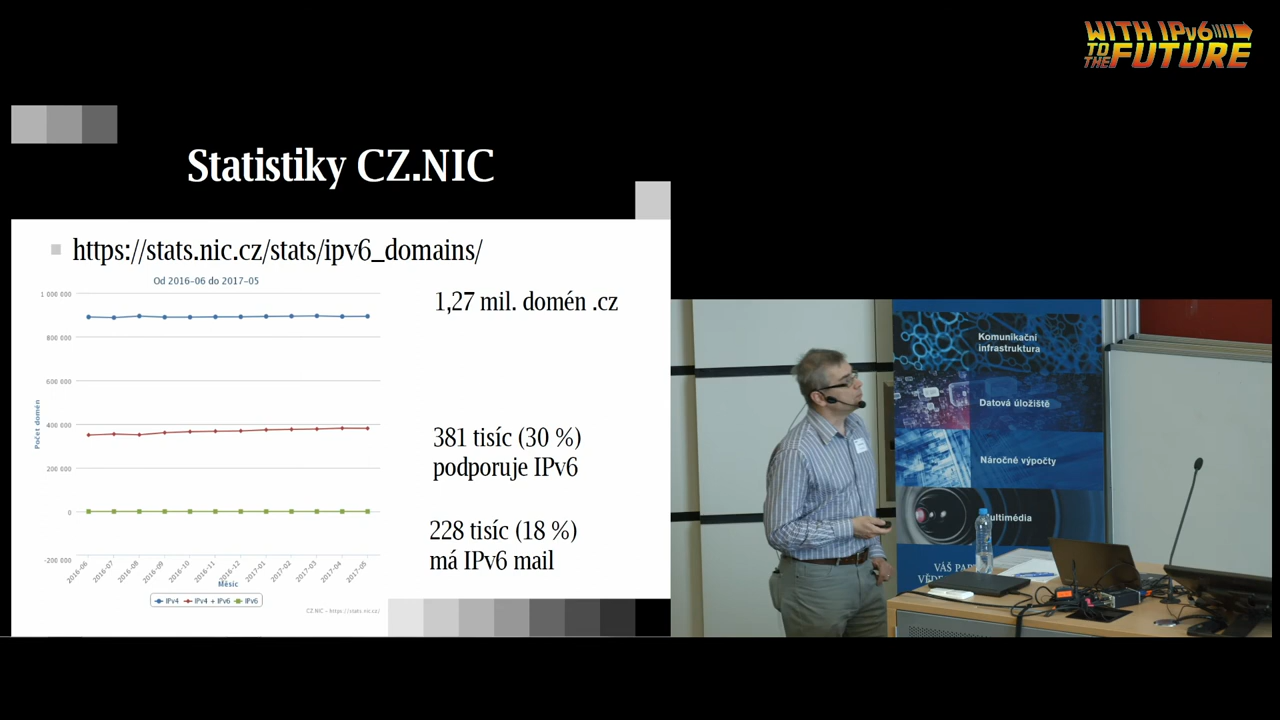 WITH IPv6
TO THE FUTURE
Statistiky CZ.NIC
https://stats.nic.cz/stats/ipv6_domains/
Od 2016-06 do 2017-05
1,27 mil. domén .cz
381 tisíc (30 %)
podporuje IPv6
228 tisíc (18 %)
má IPv6 mail
Počet domén
1 000 000
800 000
600 000
400 000
200 000
0
-200 000
2016-06
2016-07
2016-08
2016-09
2016-10
2016-11
2016-12
2017-01
2017-02
2017-03
2017-04
2017-05
Měsíc
IPv4 IPv4 + IPv6 IPv6
CZ.NIC - https://stats.nic.cz/
Komunikační
infrastruktura
Datová úložiště
Náročné výpočty
VÁŠ